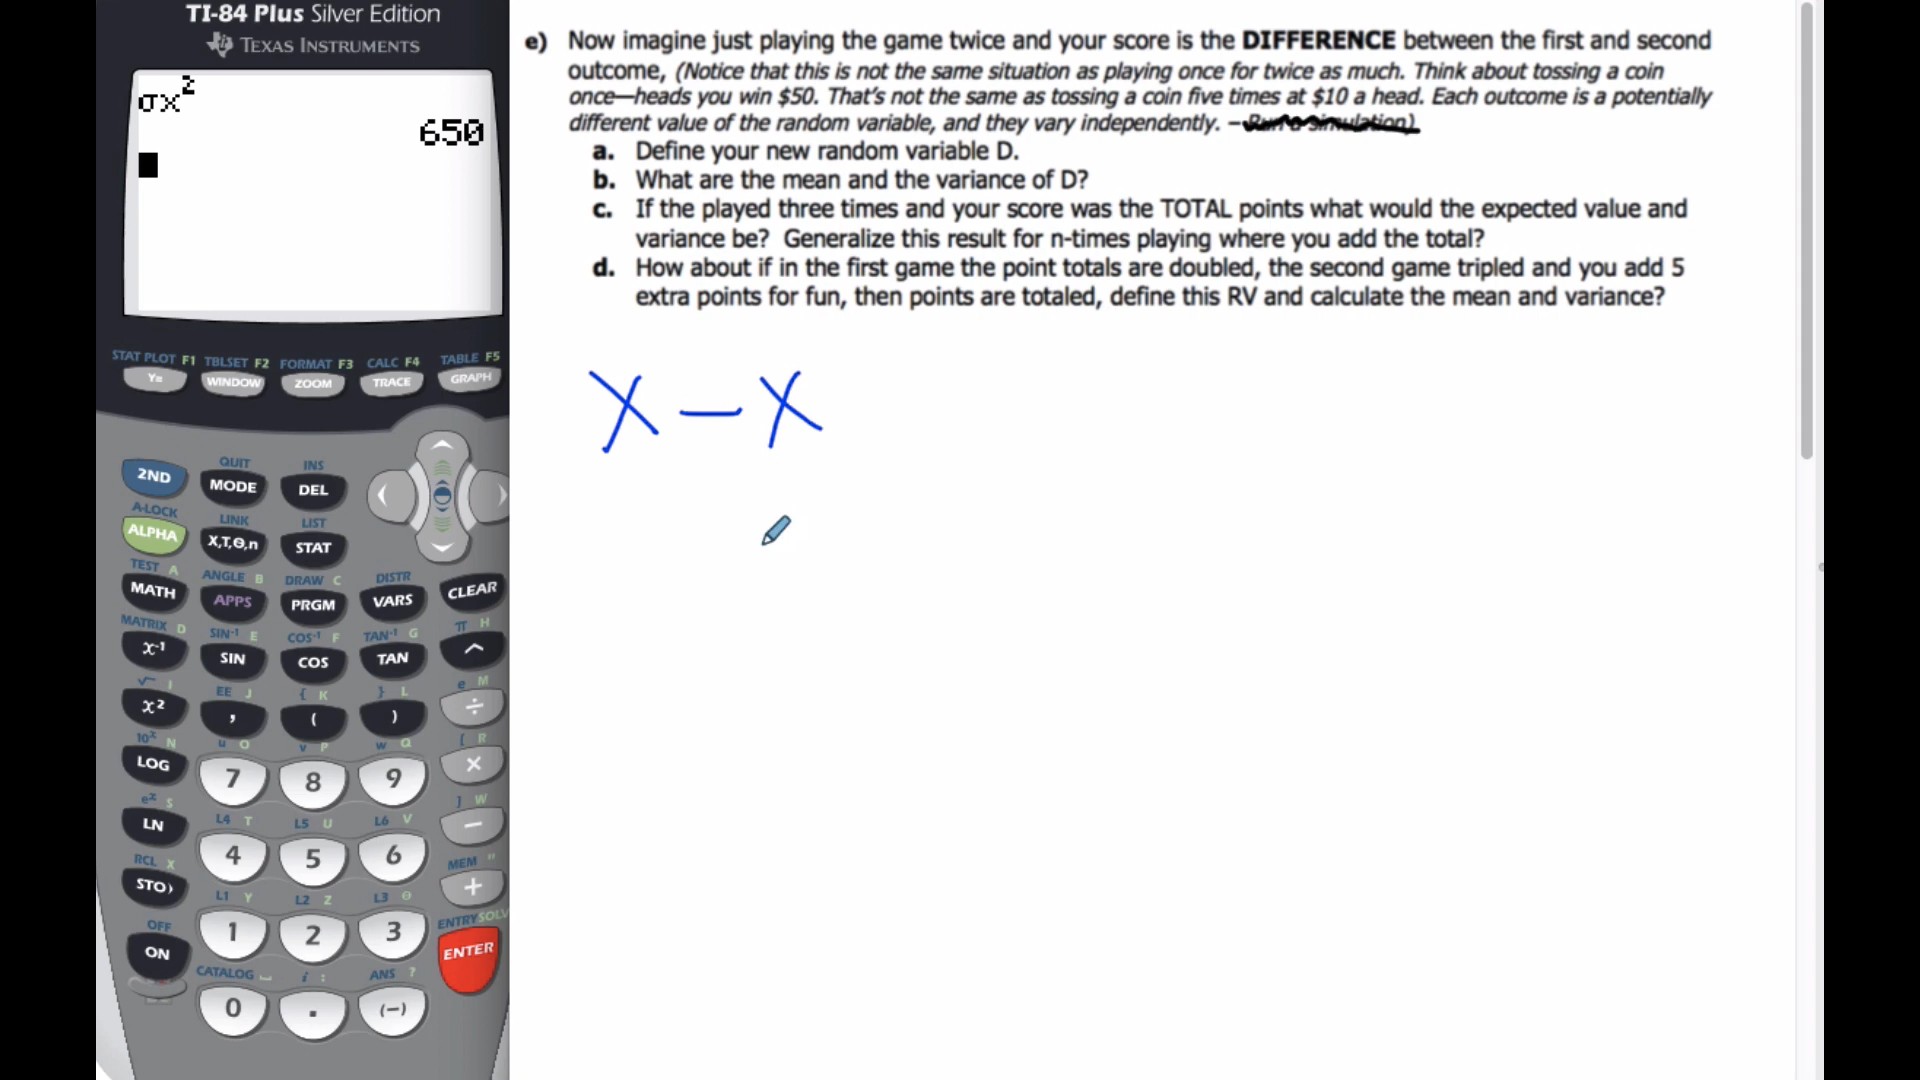 TI-84 Plus Silver Edition
TEXAS INSTRUMENTS
σx²
650
STAT PLOT F1 TBLSET F2 FORMAT F3 CALC F4 TABLE F5
Y= WINDOW ZOOM TRACE GRAPH
QUIT INS
2ND MODE DEL
A-LOCK LINK LIST
ALPHA X,T,Θ,n STAT
TEST A ANGLE B DRAW C DISTR
MATH APPS PRGM VARS CLEAR
MATRIX D SIN-1 E COS-1 F TAN-1 G π H
x-1 SIN COS TAN ^
√ I EE J { K } L e M
x² , ( ) ÷
10x N u O v P w Q [ R
LOG 7 8 9 ×
ex S L4 T L5 U L6 V ] W
LN 4 5 6 −
RCL X L1 Y L2 Z L3 θ MEM "
STO› 1 2 3 +
OFF CATALOG ⎵ i : ANS ? ENTRY SOLV
ON 0 . (−) ENTER
e) Now imagine just playing the game twice and your score is the DIFFERENCE between the first and second
outcome, (Notice that this is not the same situation as playing once for twice as much. Think about tossing a coin
once—heads you win $50. That's not the same as tossing a coin five times at $10 a head. Each outcome is a potentially
different value of the random variable, and they vary independently. – Run a simulation)
a. Define your new random variable D.
b. What are the mean and the variance of D?
c. If the played three times and your score was the TOTAL points what would the expected value and
variance be? Generalize this result for n-times playing where you add the total?
d. How about if in the first game the point totals are doubled, the second game tripled and you add 5
extra points for fun, then points are totaled, define this RV and calculate the mean and variance?
X – X